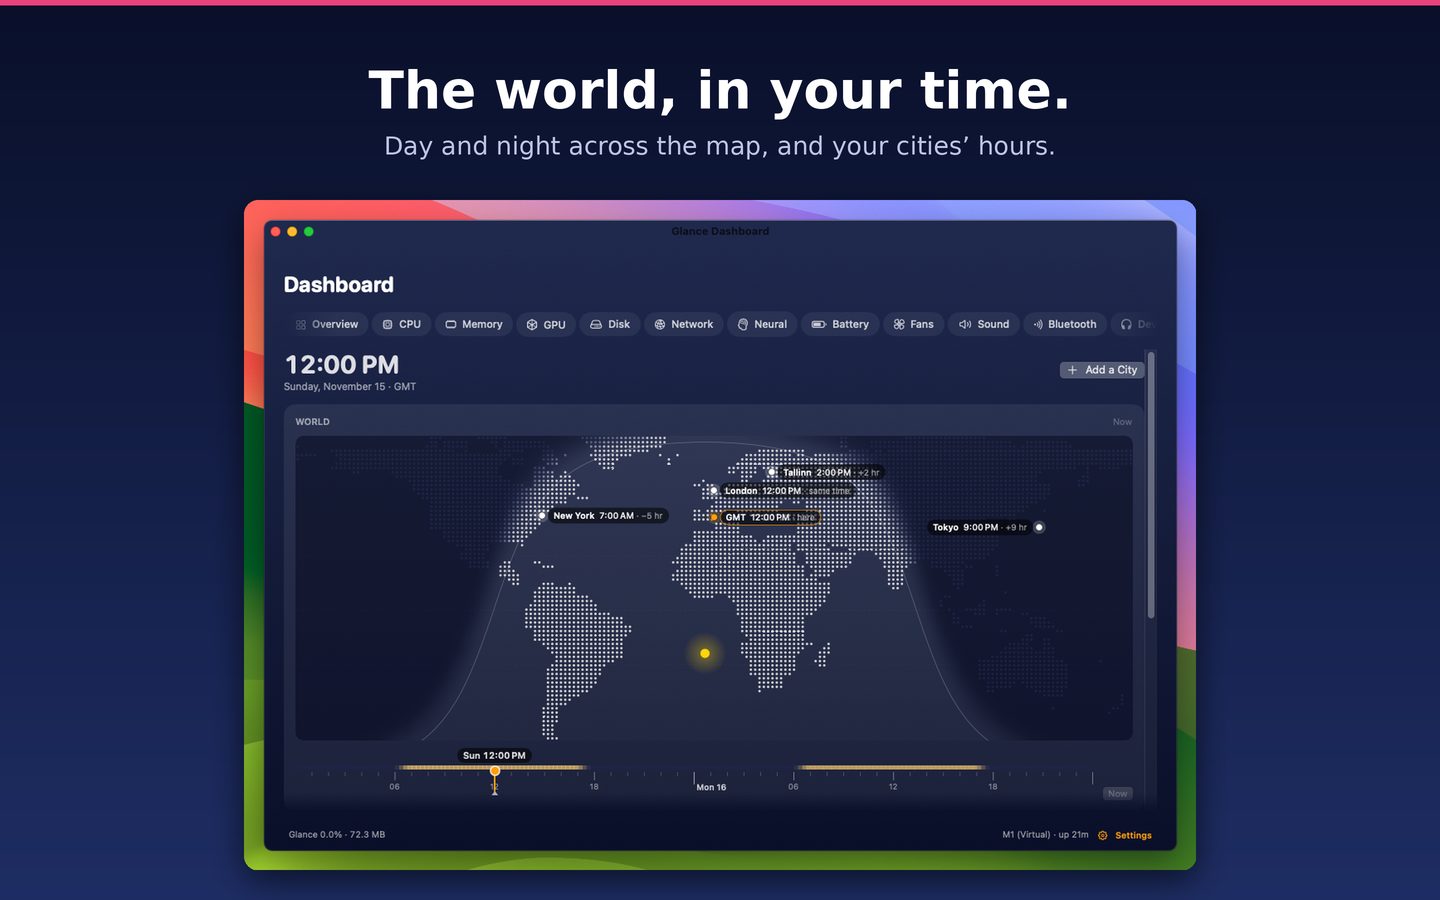 The world, in your time.
Day and night across the map, and your cities’ hours.
Glance Dashboard
Dashboard
Overview CPU Memory GPU Disk Network Neural Battery Fans Sound Bluetooth
12:00 PM
Sunday, November 15 · GMT
+ Add a City
WORLD
Now
Tallinn 2:00 PM · +2 hr
London 12:00 PM · same time
New York 7:00 AM · −5 hr
GMT 12:00 PM · here
Tokyo 9:00 PM · +9 hr
Sun 12:00 PM
06 12 18 Mon 16 06 12 18
Now
Glance 0.0% · 72.3 MB
M1 (Virtual) · up 21m Settings